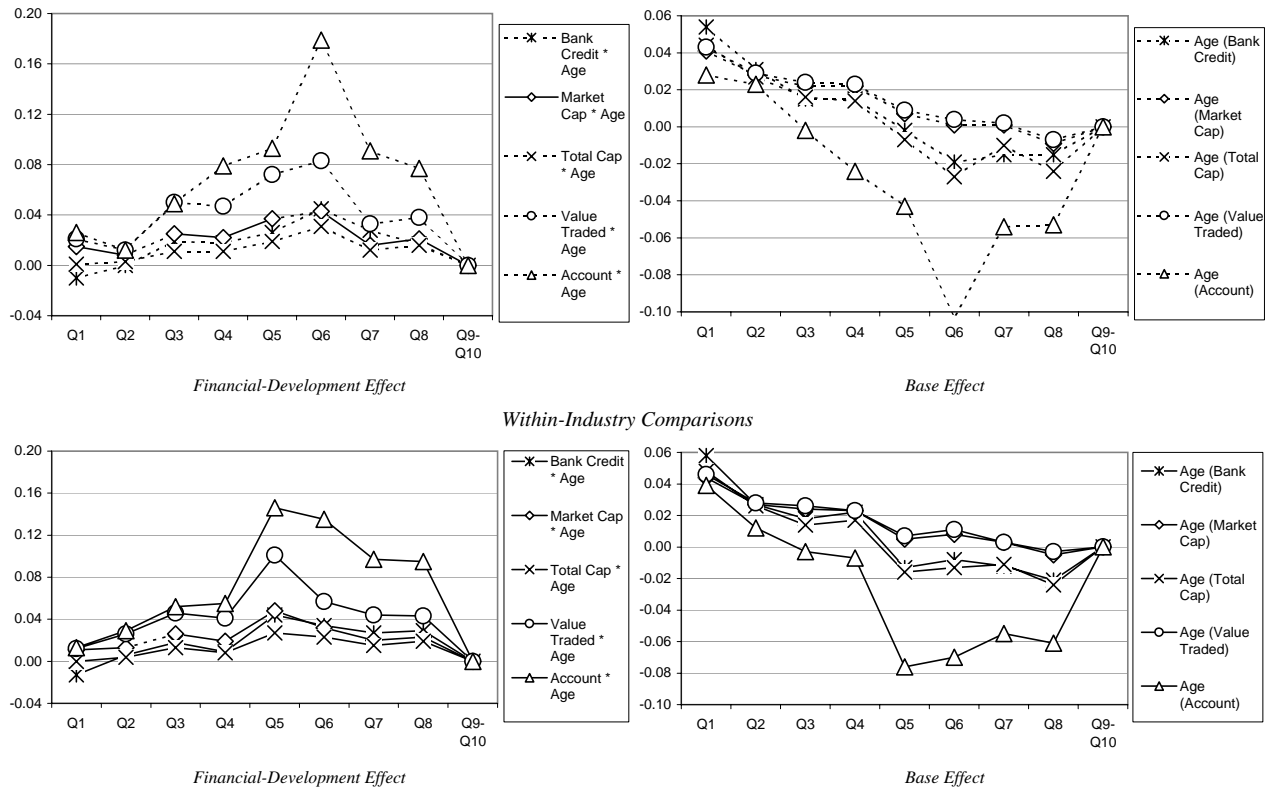 0.20
0.16
0.12
0.08
0.04
0.00
-0.04
Q1 Q2 Q3 Q4 Q5 Q6 Q7 Q8 Q9-
Q10
Bank
Credit *
Age
Market
Cap * Age
Total Cap
* Age
Value
Traded *
Age
Account *
Age
Financial-Development Effect
0.06
0.04
0.02
0.00
-0.02
-0.04
-0.06
-0.08
-0.10
Q1 Q2 Q3 Q4 Q5 Q6 Q7 Q8 Q9-
Q10
Age (Bank
Credit)
Age
(Market
Cap)
Age (Total
Cap)
Age (Value
Traded)
Age
(Account)
Base Effect
Within-Industry Comparisons
0.20
0.16
0.12
0.08
0.04
0.00
-0.04
Q1 Q2 Q3 Q4 Q5 Q6 Q7 Q8 Q9-
Q10
Bank Credit
* Age
Market Cap
* Age
Total Cap *
Age
Value
Traded *
Age
Account *
Age
Financial-Development Effect
0.06
0.04
0.02
0.00
-0.02
-0.04
-0.06
-0.08
-0.10
Q1 Q2 Q3 Q4 Q5 Q6 Q7 Q8 Q9-
Q10
Age (Bank
Credit)
Age (Market
Cap)
Age (Total
Cap)
Age (Value
Traded)
Age
(Account)
Base Effect